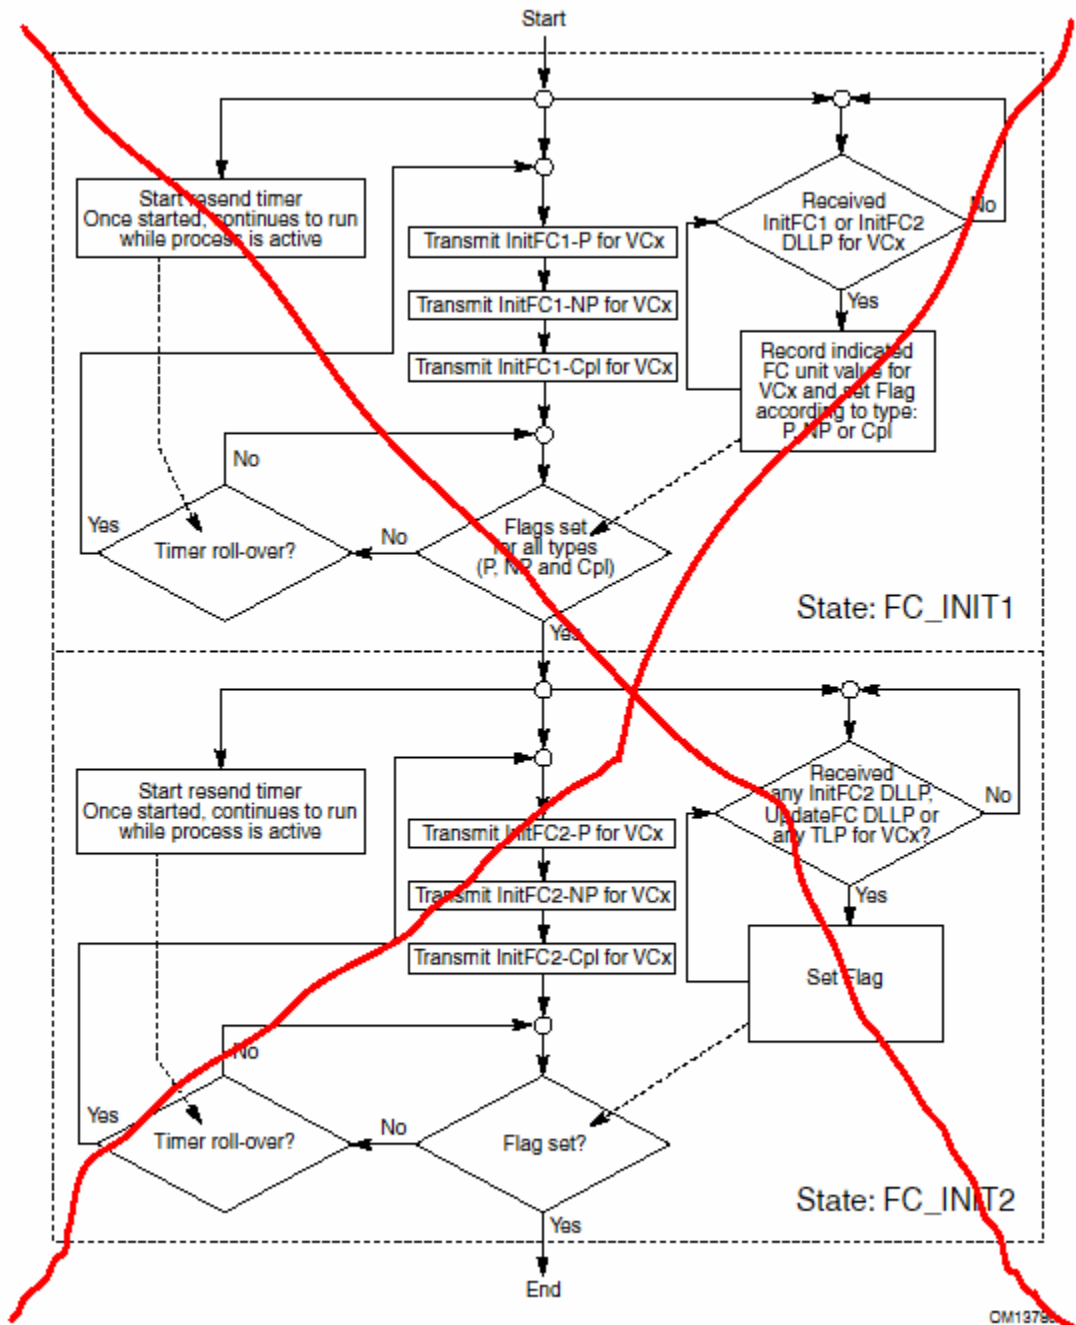 Start
Start resend timer
Once started, continues to run
while process is active
Transmit InitFC1-P for VCx
Transmit InitFC1-NP for VCx
Transmit InitFC1-Cpl for VCx
Received
InitFC1 or InitFC2
DLLP for VCx
No
Yes
Record indicated
FC unit value for
VCx and set Flag
according to type:
P, NP or Cpl
No
Yes
Timer roll-over?
No
Flags set
for all types
(P, NP and Cpl)
Yes
State: FC_INIT1
Start resend timer
Once started, continues to run
while process is active
Transmit InitFC2-P for VCx
Transmit InitFC2-NP for VCx
Transmit InitFC2-Cpl for VCx
Received
any InitFC2 DLLP,
UpdateFC DLLP or
any TLP for VCx?
No
Yes
Set Flag
No
Yes
Timer roll-over?
No
Flag set?
Yes
State: FC_INIT2
End